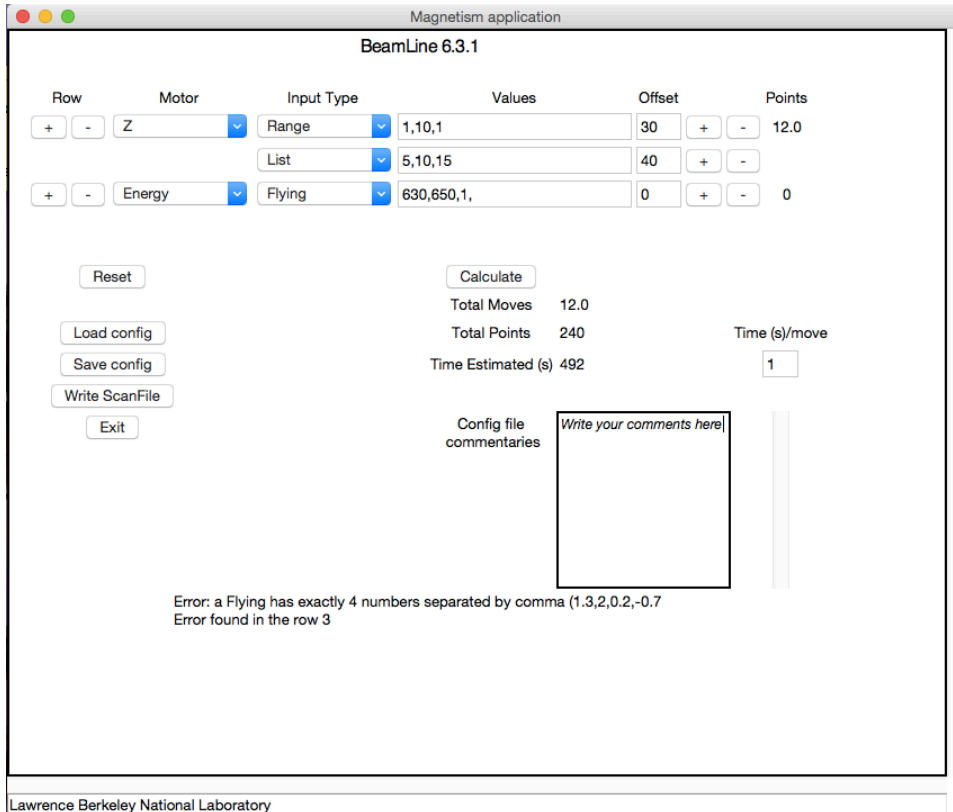 Magnetism application
BeamLine 6.3.1
Row Motor Input Type Values Offset Points
+ - Z Range 1,10,1 30 + - 12.0
List 5,10,15 40 + -
+ - Energy Flying 630,650,1, 0 + - 0
Reset Calculate
Total Moves 12.0
Load config Total Points 240 Time (s)/move
Save config Time Estimated (s) 492 1
Write ScanFile
Exit Config file Write your comments here
commentaries
Error: a Flying has exactly 4 numbers separated by comma (1.3,2,0.2,-0.7
Error found in the row 3
Lawrence Berkeley National Laboratory